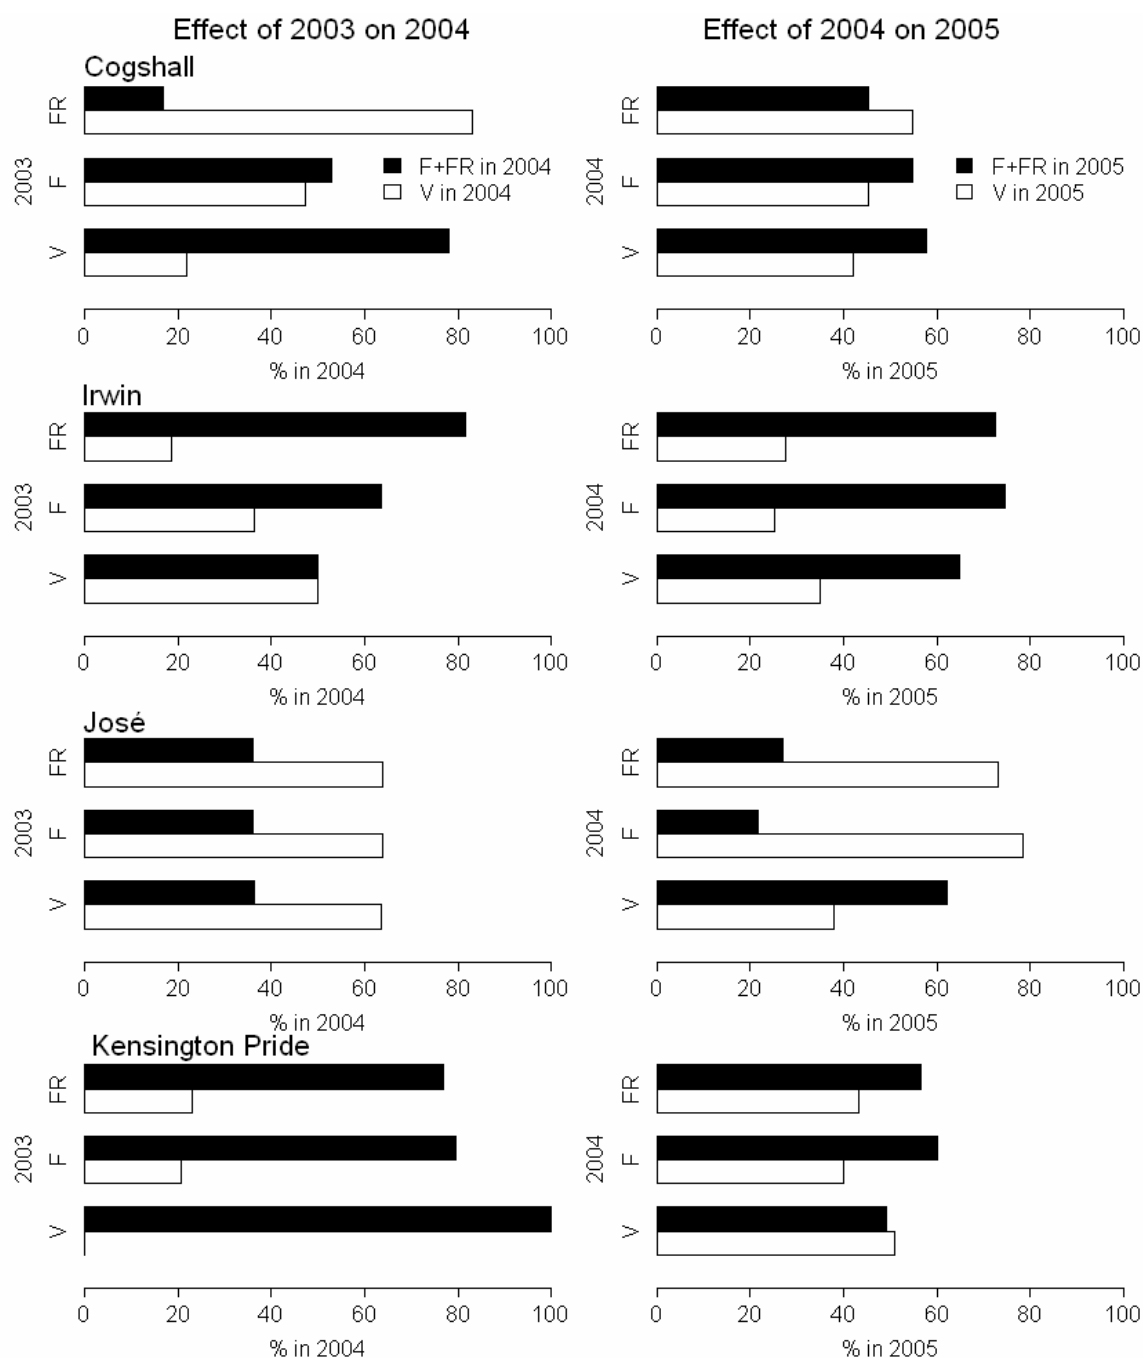 Effect of 2003 on 2004
Effect of 2004 on 2005
Cogshall
FR
F
V
2003
F+FR in 2004
V in 2004
0 20 40 60 80 100
% in 2004
FR
F
V
2004
F+FR in 2005
V in 2005
0 20 40 60 80 100
% in 2005
Irwin
FR
F
V
2003
0 20 40 60 80 100
% in 2004
FR
F
V
2004
0 20 40 60 80 100
% in 2005
José
FR
F
V
2003
0 20 40 60 80 100
% in 2004
FR
F
V
2004
0 20 40 60 80 100
% in 2005
Kensington Pride
FR
F
V
2003
0 20 40 60 80 100
% in 2004
FR
F
V
2004
0 20 40 60 80 100
% in 2005